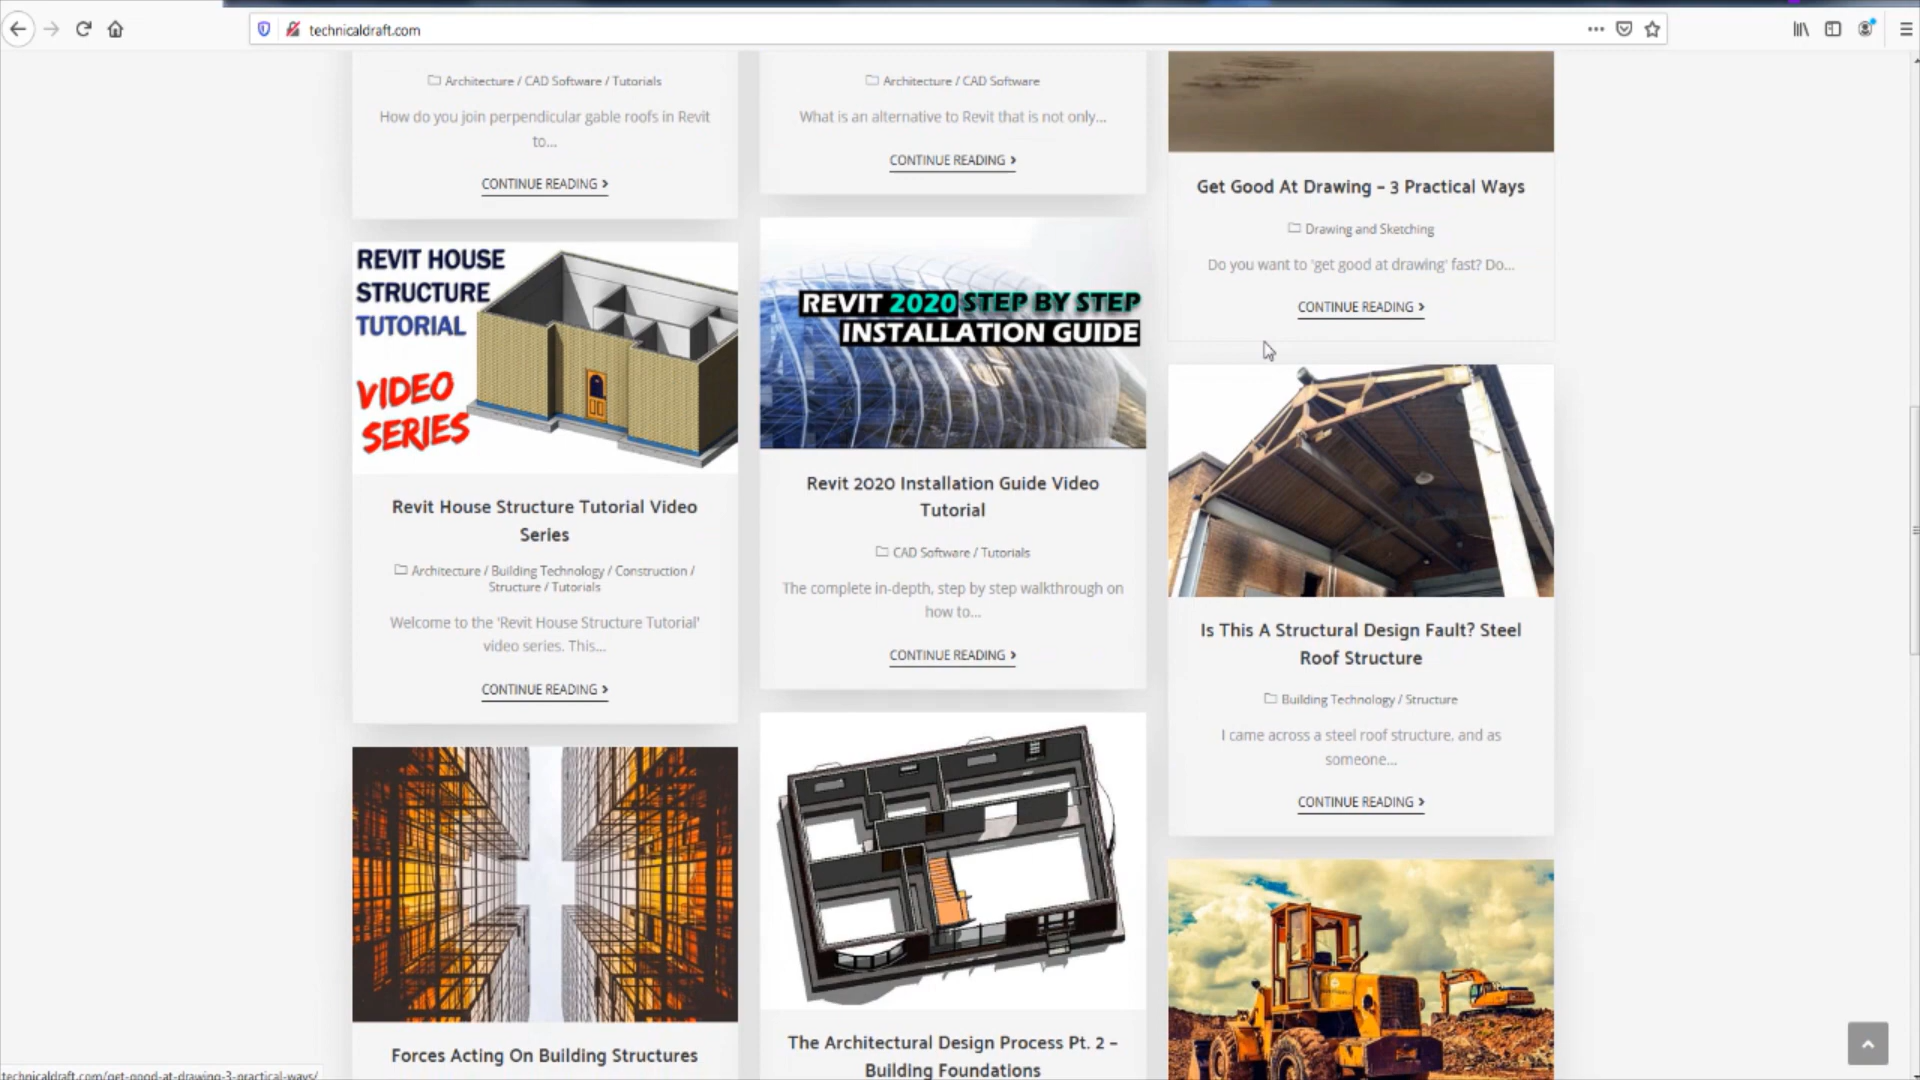 technicaldraft.com
Architecture / CAD Software / Tutorials
How do you join perpendicular gable roofs in Revit
to...
CONTINUE READING >
Architecture / CAD Software
What is an alternative to Revit that is not only...
CONTINUE READING >
Get Good At Drawing – 3 Practical Ways
Drawing and Sketching
Do you want to 'get good at drawing' fast? Do...
CONTINUE READING >
REVIT HOUSE
STRUCTURE
TUTORIAL
VIDEO
SERIES
Revit House Structure Tutorial Video
Series
Architecture / Building Technology / Construction /
Structure / Tutorials
Welcome to the 'Revit House Structure Tutorial'
video series. This...
CONTINUE READING >
REVIT 2020 STEP BY STEP
INSTALLATION GUIDE
Revit 2020 Installation Guide Video
Tutorial
CAD Software / Tutorials
The complete in-depth, step by step walkthrough on
how to...
CONTINUE READING >
Is This A Structural Design Fault? Steel
Roof Structure
Building Technology / Structure
I came across a steel roof structure, and as
someone...
CONTINUE READING >
Forces Acting On Building Structures
The Architectural Design Process Pt. 2 –
Building Foundations
technicaldraft.com/get-good-at-drawing-3-practical-ways/